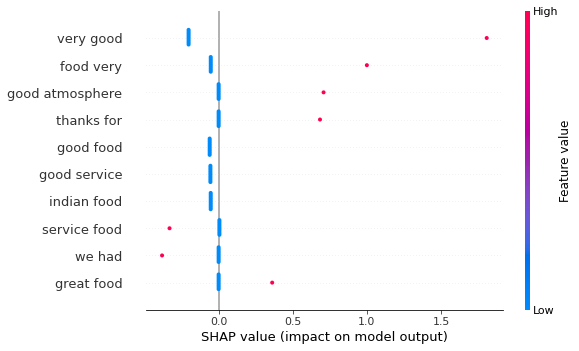 High
very good
food very
good atmosphere
thanks for
good food
good service
indian food
service food
we had
great food
Feature value
Low
0.0 0.5 1.0 1.5
SHAP value (impact on model output)